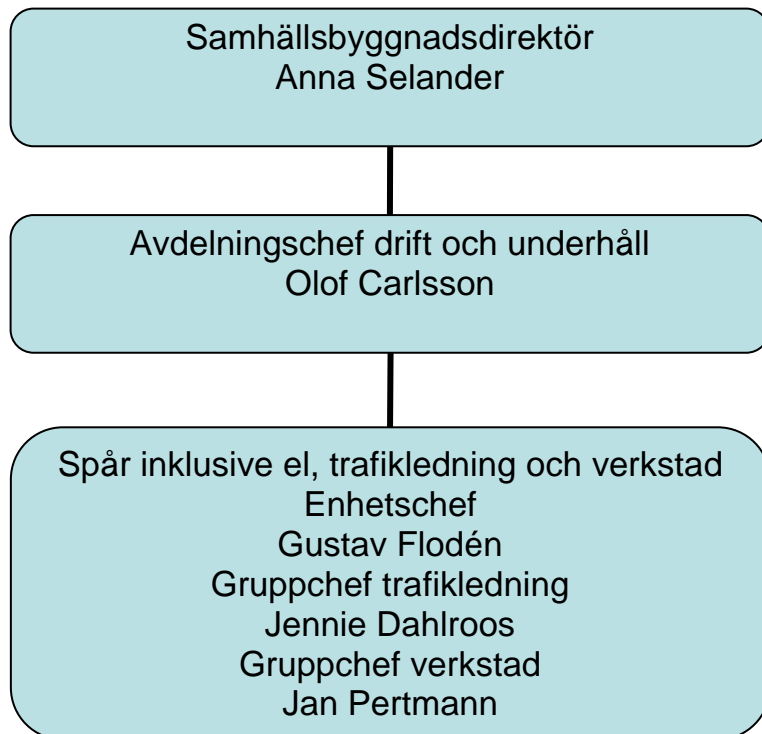 Samhällsbyggnadsdirektör
Anna Selander
Avdelningschef drift och underhåll
Olof Carlsson
Spår inklusive el, trafikledning och verkstad
Enhetschef
Gustav Flodén
Gruppchef trafikledning
Jennie Dahlroos
Gruppchef verkstad
Jan Pertmann